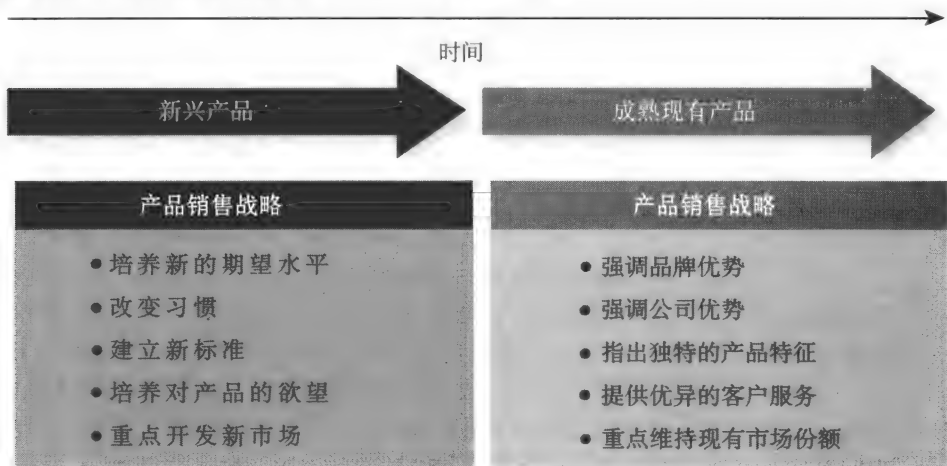 时间
新兴产品
成熟现有产品
产品销售战略
• 培养新的期望水平
• 改变习惯
• 建立新标准
• 培养对产品的欲望
• 重点开发新市场
产品销售战略
• 强调品牌优势
• 强调公司优势
• 指出独特的产品特征
• 提供优异的客户服务
• 重点维持现有市场份额